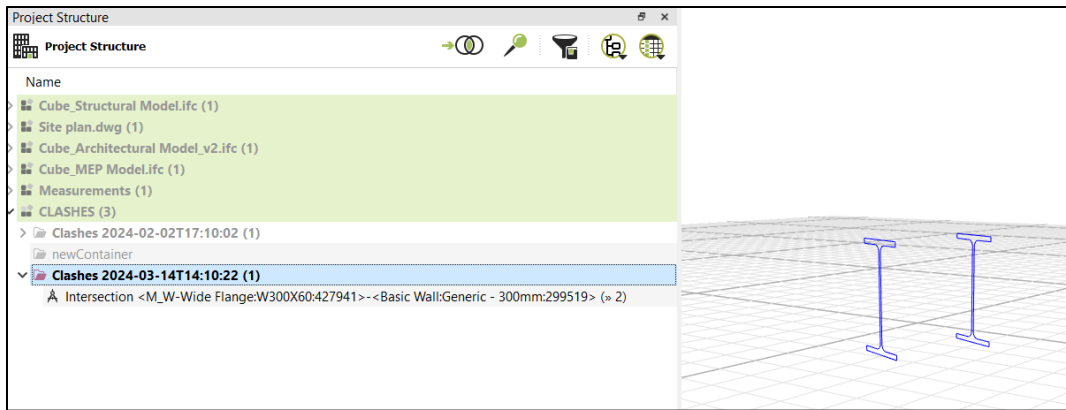 Project Structure
Project Structure
Name
Cube_Structural Model.ifc (1)
Site plan.dwg (1)
Cube_Architectural Model_v2.ifc (1)
Cube_MEP Model.ifc (1)
Measurements (1)
CLASHES (3)
Clashes 2024-02-02T17:10:02 (1)
newContainer
Clashes 2024-03-14T14:10:22 (1)
Intersection <M_W-Wide Flange:W300X60:427941>-<Basic Wall:Generic - 300mm:299519> (» 2)